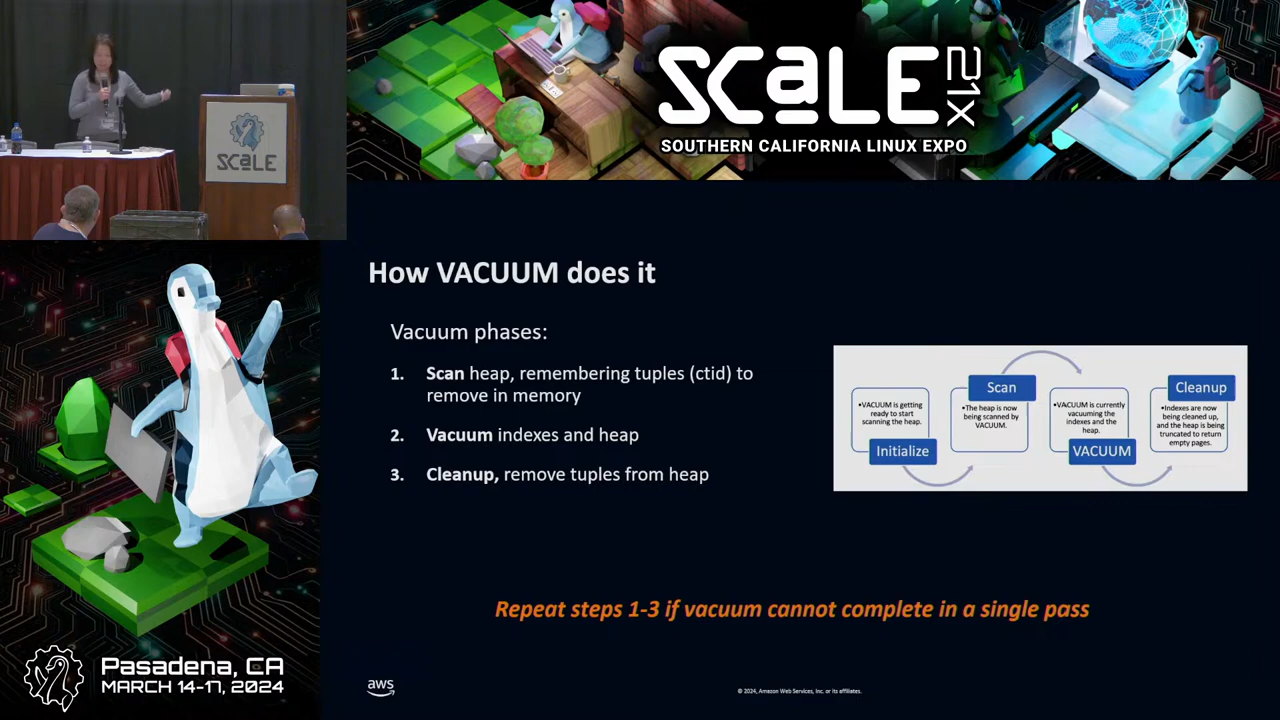 SCaLE
SCaLE 21X
SOUTHERN CALIFORNIA LINUX EXPO
How VACUUM does it
Vacuum phases:
1. Scan heap, remembering tuples (ctid) to
remove in memory
2. Vacuum indexes and heap
3. Cleanup, remove tuples from heap
•VACUUM is getting
ready to start
scanning the heap.
Initialize
Scan
•The heap is now
being scanned by
VACUUM.
•VACUUM is currently
vacuuming the
indexes and the
heap.
VACUUM
Cleanup
•Indexes are now
being cleaned up,
and the heap is being
truncated to return
empty pages.
Repeat steps 1-3 if vacuum cannot complete in a single pass
Pasadena, CA
MARCH 14-17, 2024
aws
© 2024, Amazon Web Services, Inc. or its affiliates.